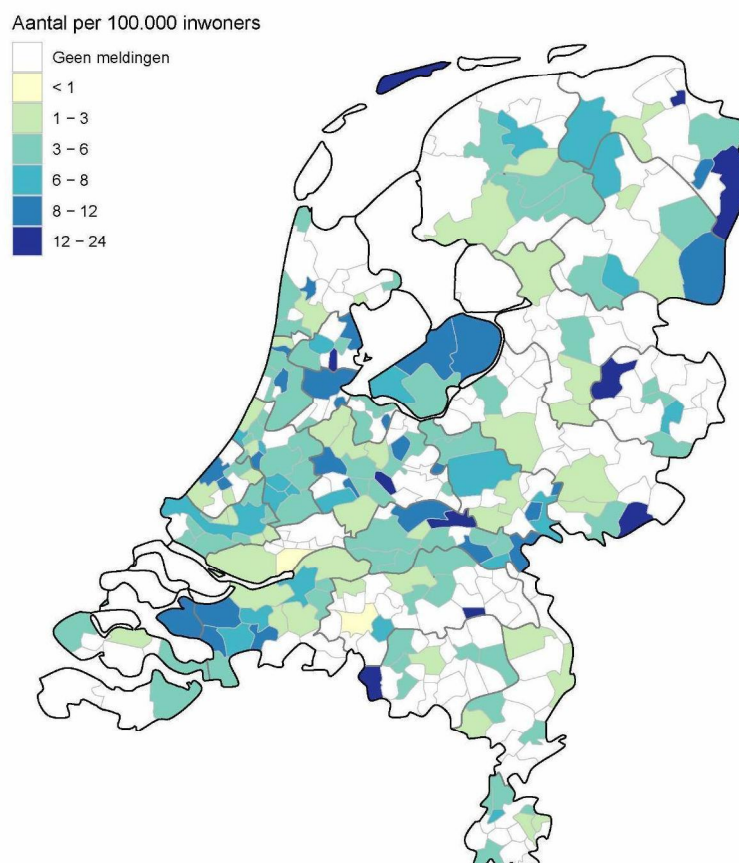 Aantal per 100.000 inwoners
Geen meldingen
< 1
1 – 3
3 – 6
6 – 8
8 – 12
12 – 24